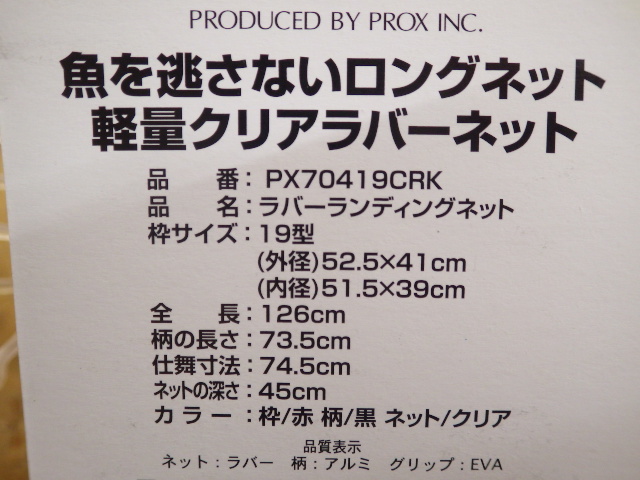 PRODUCED BY PROX INC.
魚を逃さないロングネット
軽量クリアラバーネット
品　　番：PX70419CRK
品　　名：ラバーランディングネット
枠サイズ：19型
(外径)52.5×41cm
(内径)51.5×39cm
全　　長：126cm
柄の長さ：73.5cm
仕舞寸法：74.5cm
ネットの深さ：45cm
カ ラ ー：枠/赤 柄/黒 ネット/クリア
品質表示
ネット：ラバー　柄：アルミ　グリップ：EVA